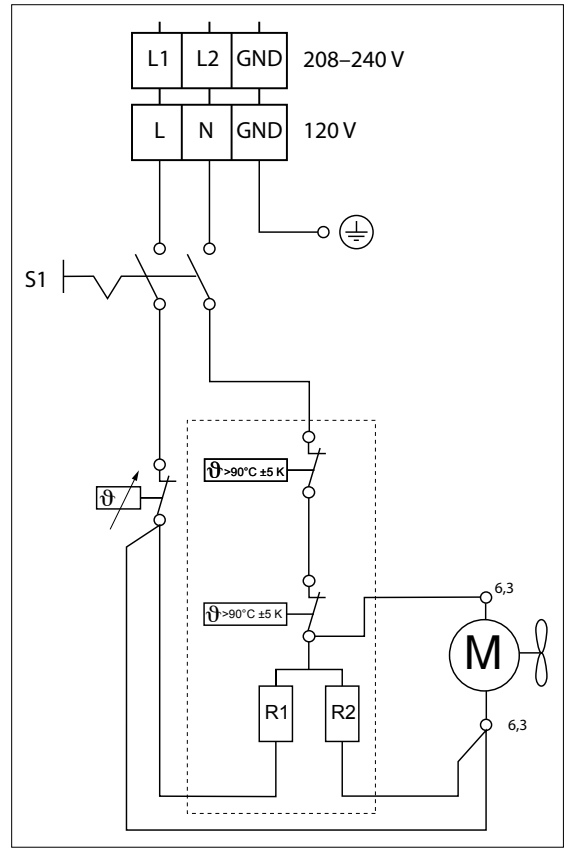 L1 L2 GND 208–240 V
L N GND 120 V
S1
ϑ>90°C ±5 K
ϑ
ϑ>90°C ±5 K
6,3
M
R1 R2
6,3